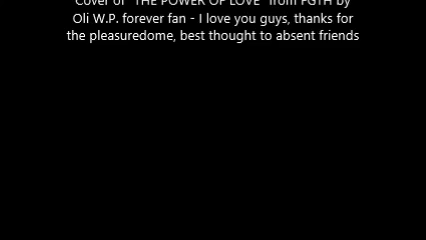 Cover of "THE POWER OF LOVE" from FGTH by
Oli W.P. forever fan - I love you guys, thanks for
the pleasuredome, best thought to absent friends